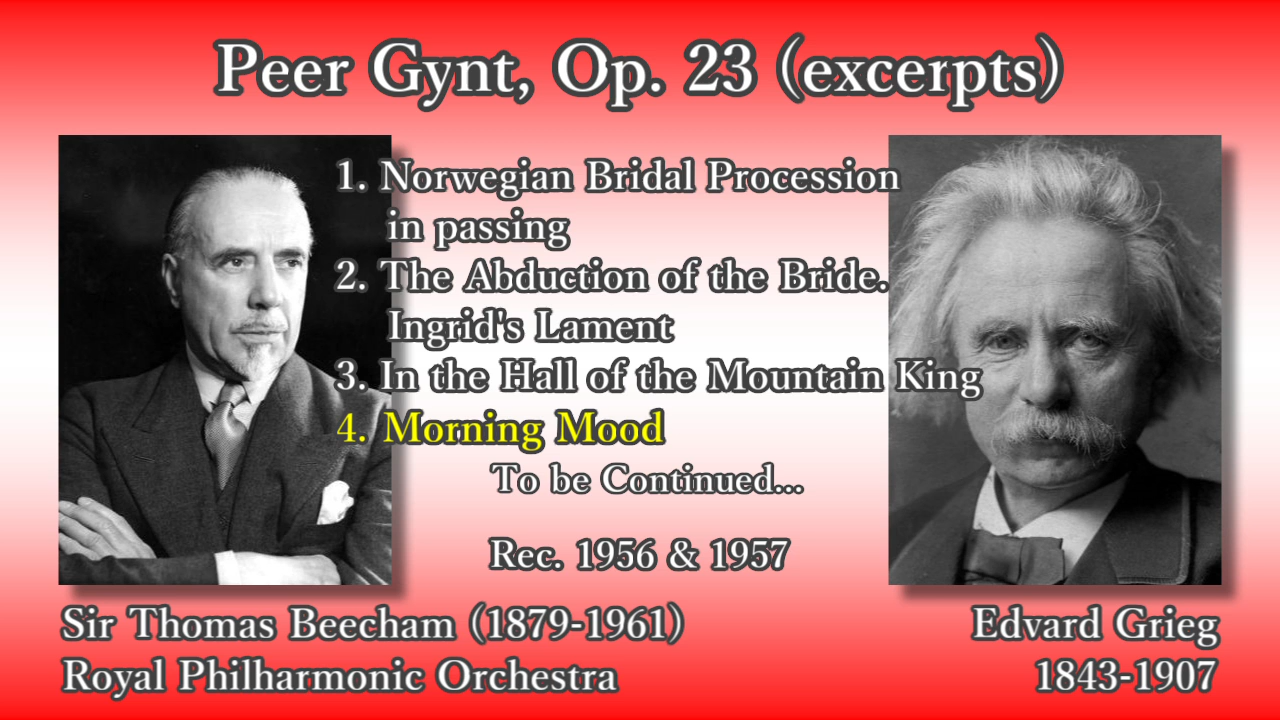 Peer Gynt, Op. 23 (excerpts)
1. Norwegian Bridal Procession
in passing
2. The Abduction of the Bride.
Ingrid's Lament
3. In the Hall of the Mountain King
4. Morning Mood
To be Continued...
Rec. 1956 & 1957
Sir Thomas Beecham (1879-1961)
Royal Philharmonic Orchestra
Edvard Grieg
1843-1907